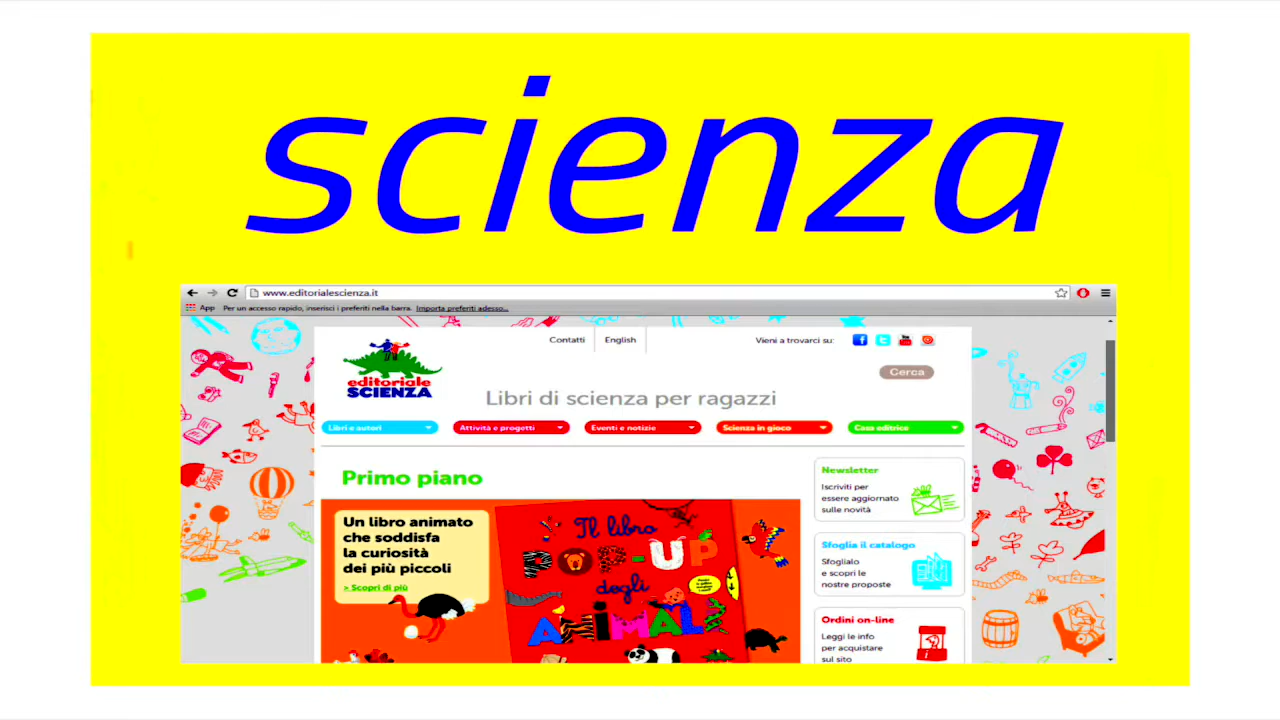 scienza
www.editorialescienza.it
App Per un accesso rapido, inserisci i preferiti nella barra. Importa preferiti adesso...
Contatti English Vieni a trovarci su:
Cerca
editoriale
SCIENZA
Libri di scienza per ragazzi
Libri e autori Attività e progetti Eventi e notizie Scienza in gioco Casa editrice
Primo piano
Un libro animato
che soddisfa
la curiosità
dei più piccoli
> Scopri di più
Il libro
POP-UP
degli
ANIMALI
Newsletter
Iscriviti per
essere aggiornato
sulle novità
Sfoglia il catalogo
Sfoglialo
e scopri le
nostre proposte
Ordini on-line
Leggi le info
per acquistare
sul sito